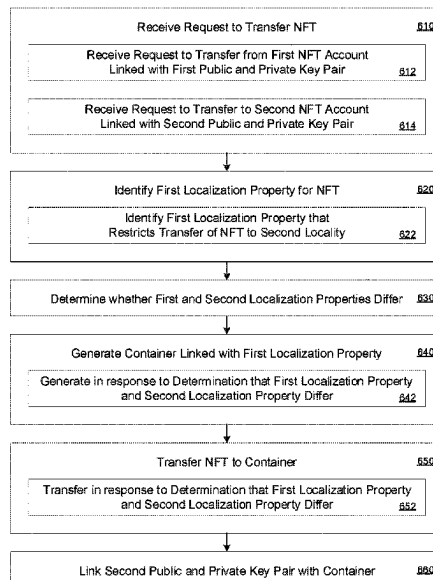 Receive Request to Transfer NFT 610
Receive Request to Transfer from First NFT Account
Linked with First Public and Private Key Pair 612
Receive Request to Transfer to Second NFT Account
Linked with Second Public and Private Key Pair 614
Identify First Localization Property for NFT 620
Identify First Localization Property that
Restricts Transfer of NFT to Second Locality 622
Determine whether First and Second Localization Properties Differ 630
Generate Container Linked with First Localization Property 640
Generate in response to Determination that First Localization Property
and Second Localization Property Differ 642
Transfer NFT to Container 650
Transfer in response to Determination that First Localization Property
and Second Localization Property Differ 652
Link Second Public and Private Key Pair with Container 660